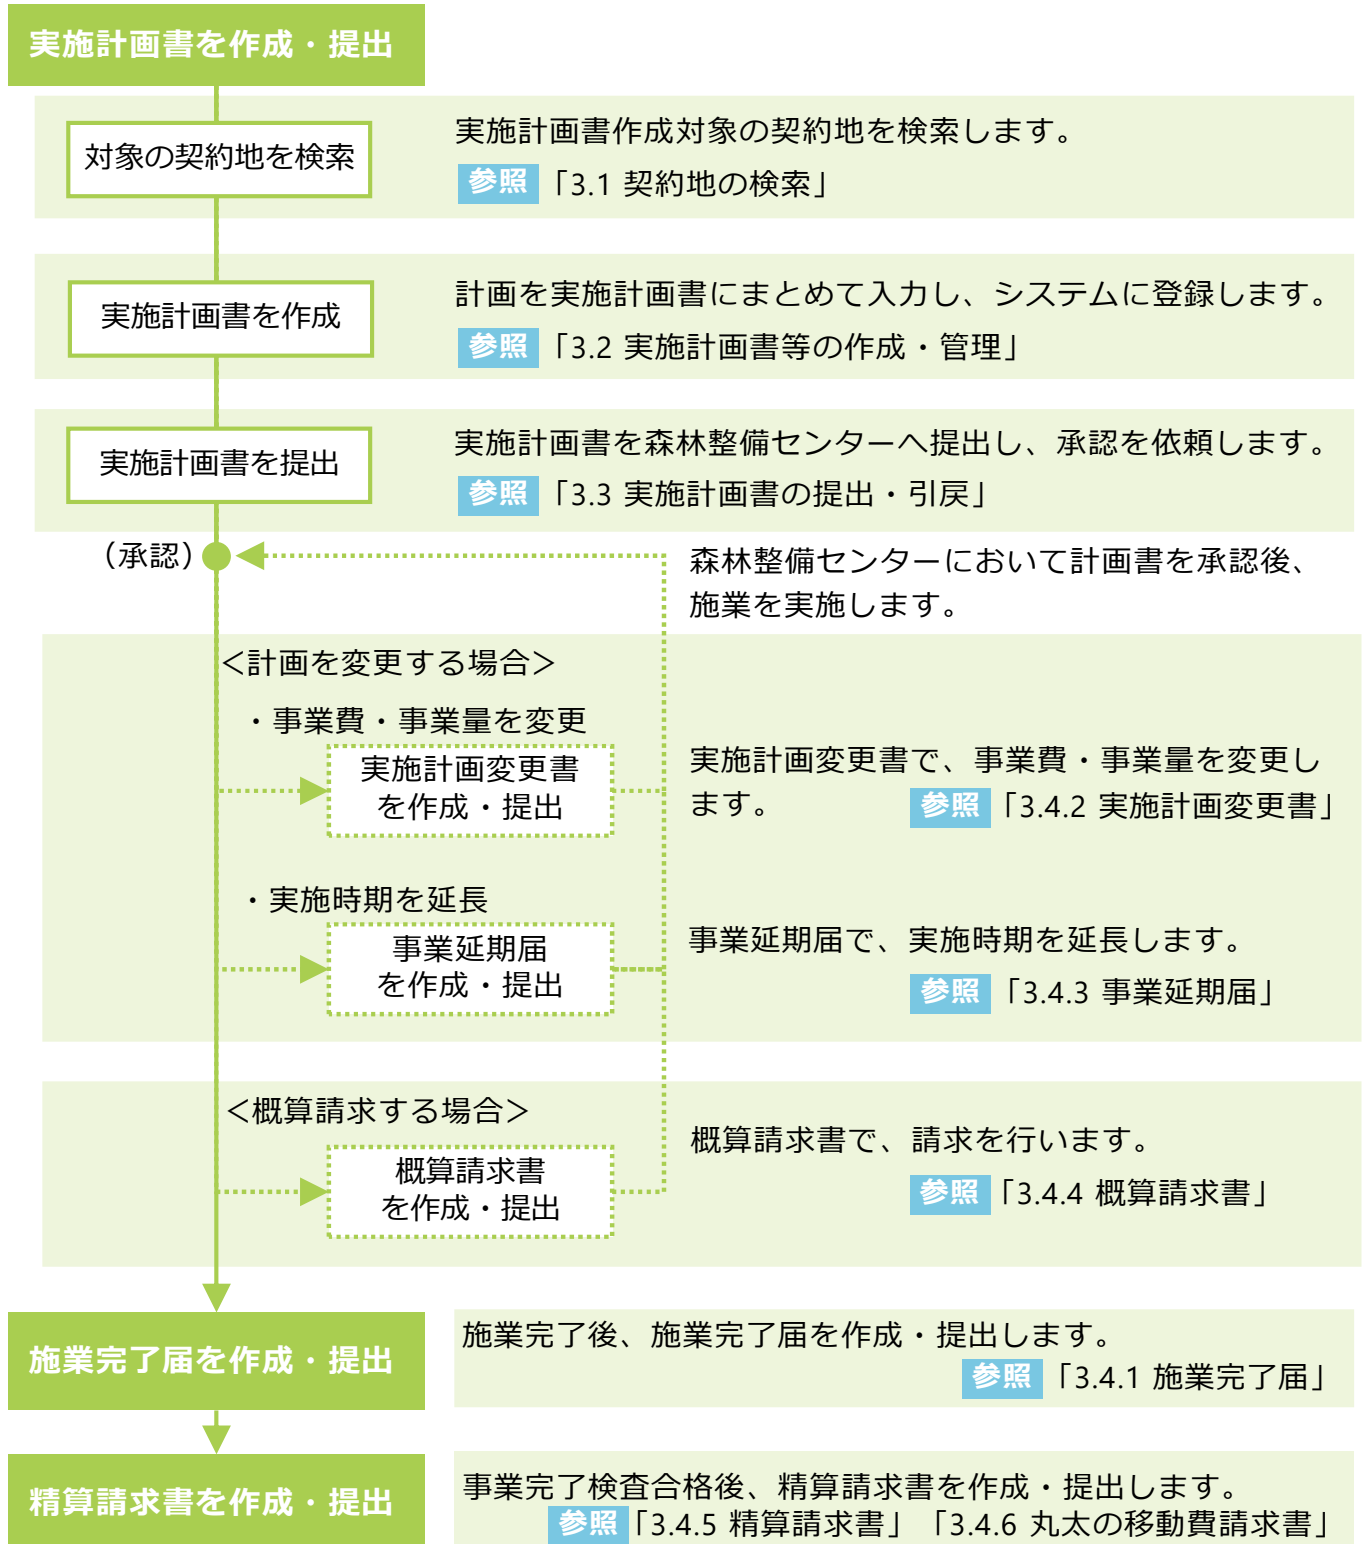 実施計画書を作成・提出
対象の契約地を検索
実施計画書作成対象の契約地を検索します。
参照「3.1 契約地の検索」
実施計画書を作成
計画を実施計画書にまとめて入力し、システムに登録します。
参照「3.2 実施計画書等の作成・管理」
実施計画書を提出
実施計画書を森林整備センターへ提出し、承認を依頼します。
参照「3.3 実施計画書の提出・引戻」
（承認）
森林整備センターにおいて計画書を承認後、
施業を実施します。
＜計画を変更する場合＞
・事業費・事業量を変更
実施計画変更書
を作成・提出
実施計画変更書で、事業費・事業量を変更し
ます。 参照「3.4.2 実施計画変更書」
・実施時期を延長
事業延期届
を作成・提出
事業延期届で、実施時期を延長します。
参照「3.4.3 事業延期届」
＜概算請求する場合＞
概算請求書
を作成・提出
概算請求書で、請求を行います。
参照「3.4.4 概算請求書」
施業完了届を作成・提出
施業完了後、施業完了届を作成・提出します。
参照「3.4.1 施業完了届」
精算請求書を作成・提出
事業完了検査合格後、精算請求書を作成・提出します。
参照「3.4.5 精算請求書」「3.4.6 丸太の移動費請求書」